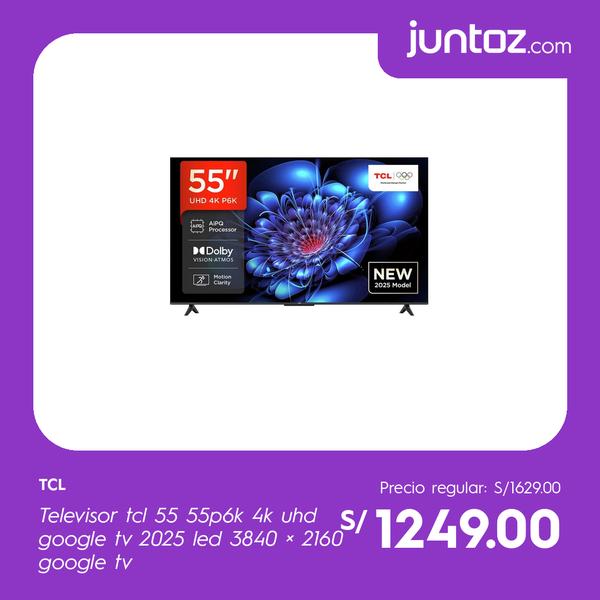 juntoz.com
55"
UHD 4K P6K
TCL
AiPQ
AiPQ
Processor
Dolby
VISION·ATMOS
Motion
Clarity
NEW
2025 Model
TCL
Precio regular: S/1629.00
Televisor tcl 55 55p6k 4k uhd
google tv 2025 led 3840 × 2160
google tv
S/ 1249.00